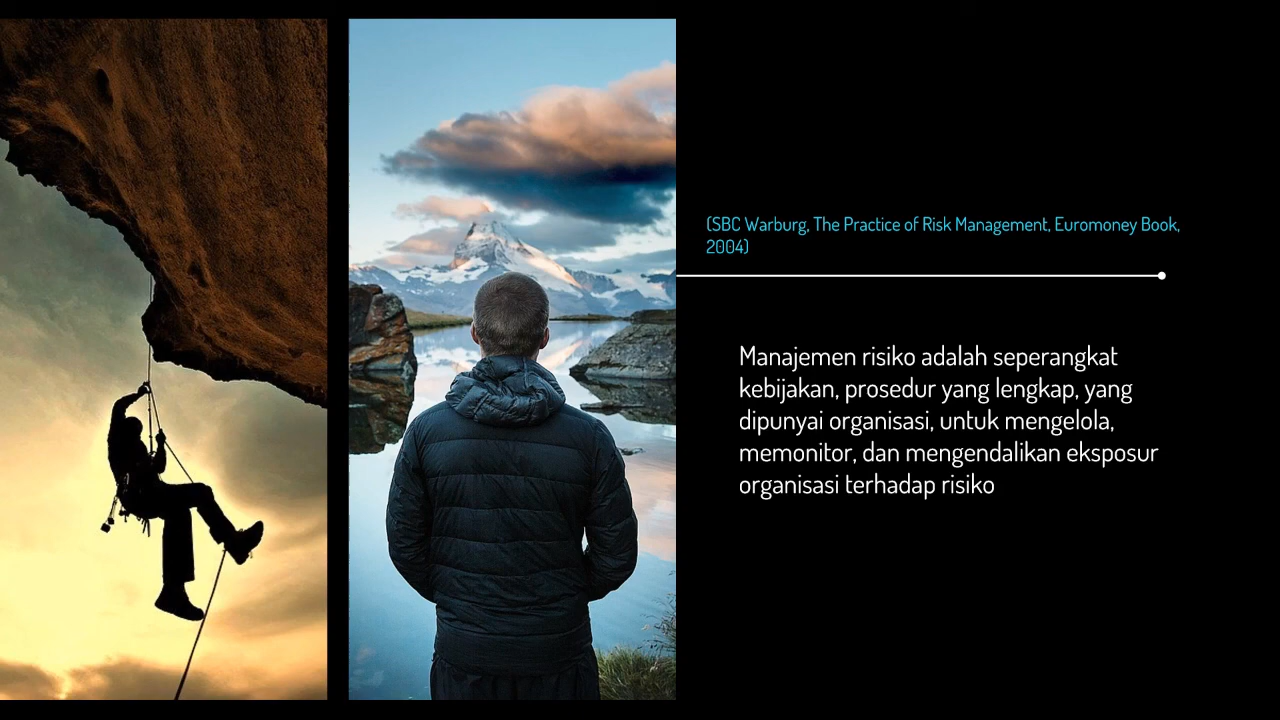 (SBC Warburg, The Practice of Risk Management, Euromoney Book,
2004)
Manajemen risiko adalah seperangkat
kebijakan, prosedur yang lengkap, yang
dipunyai organisasi, untuk mengelola,
memonitor, dan mengendalikan eksposur
organisasi terhadap risiko